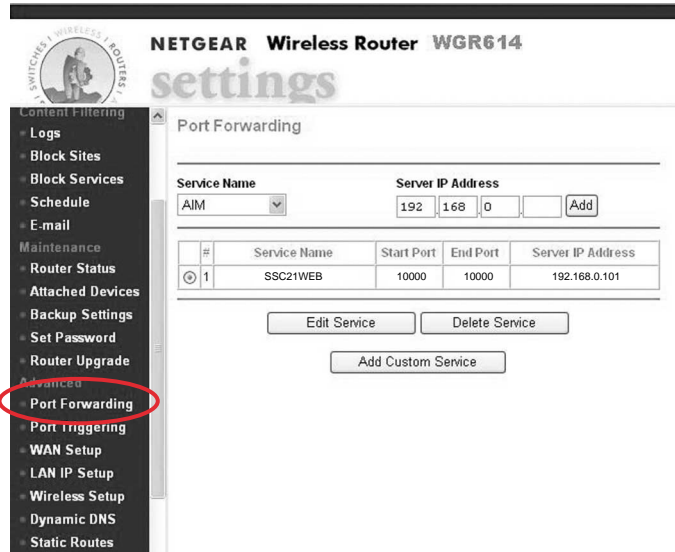 SWITCHES WIRELESS ROUTERS
NETGEAR Wireless Router WGR614
settings
Content Filtering
Logs
Block Sites
Block Services
Schedule
E-mail
Maintenance
Router Status
Attached Devices
Backup Settings
Set Password
Router Upgrade
Advanced
Port Forwarding
Port Triggering
WAN Setup
LAN IP Setup
Wireless Setup
Dynamic DNS
Static Routes
Port Forwarding
Service Name Server IP Address
AIM 192 . 168 . 0 . Add
# Service Name Start Port End Port Server IP Address
1 SSC21WEB 10000 10000 192.168.0.101
Edit Service Delete Service
Add Custom Service